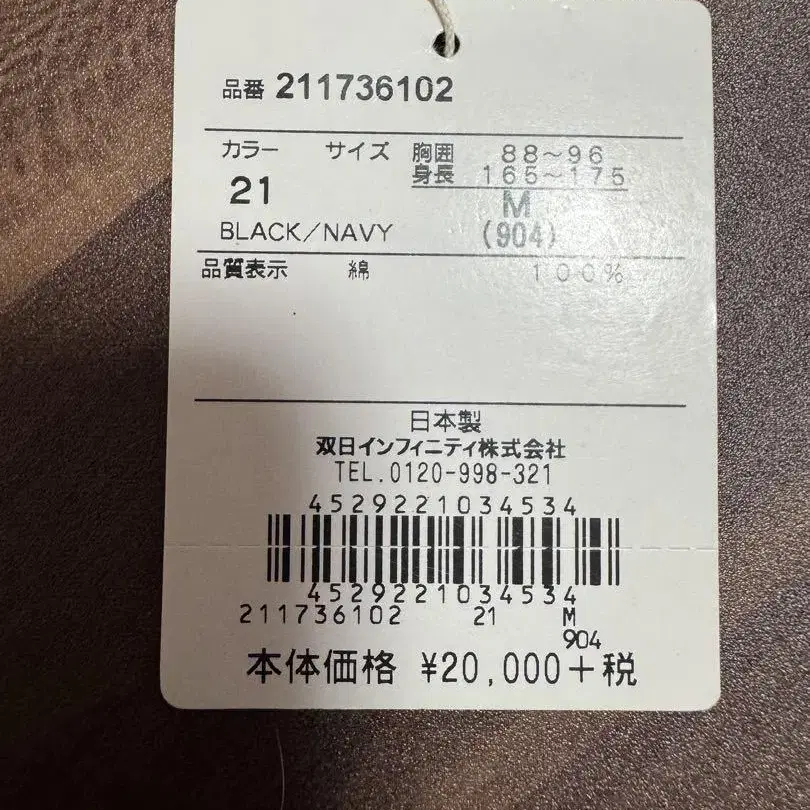 品番 211736102
カラー サイズ 胸囲 88～96
身長 165～175
21 M
BLACK/NAVY (904)
品質表示 綿 100%
日本製
双日インフィニティ株式会社
TEL.0120-998-321
4529221034534
4529221034534
211736102 21 M
904
本体価格 ¥20,000+税